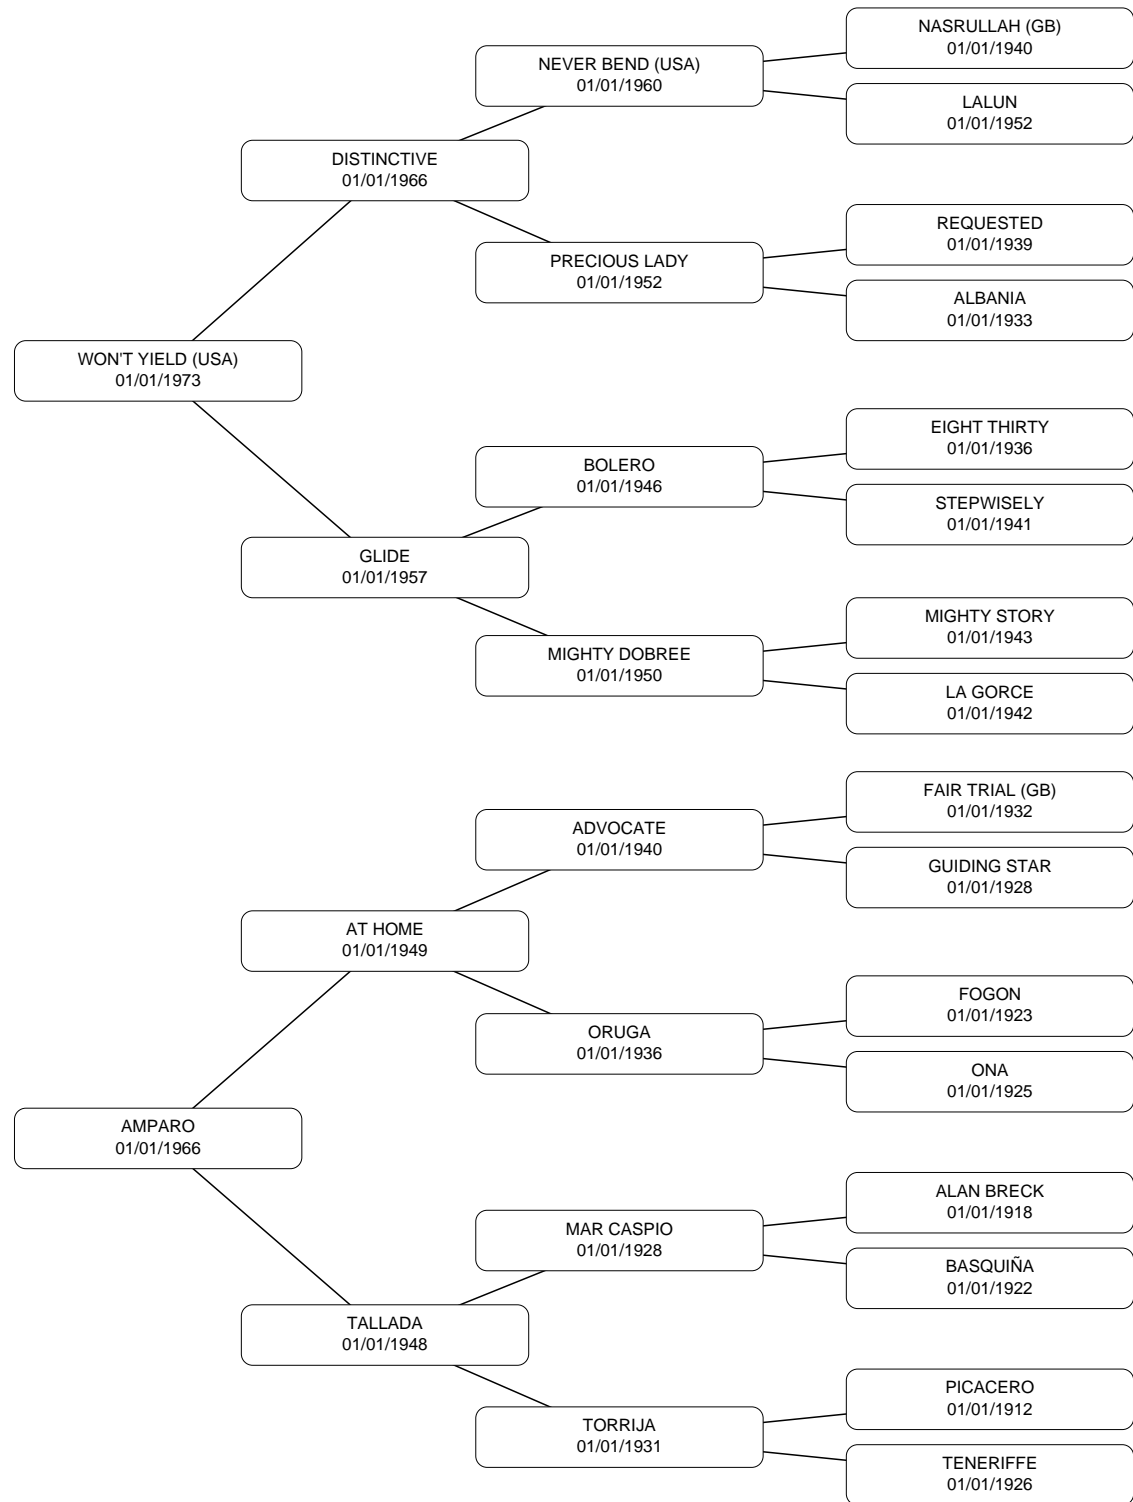 NASRULLAH (GB)
01/01/1940
NEVER BEND (USA)
01/01/1960
LALUN
01/01/1952
DISTINCTIVE
01/01/1966
REQUESTED
01/01/1939
PRECIOUS LADY
01/01/1952
ALBANIA
01/01/1933
WON'T YIELD (USA)
01/01/1973
EIGHT THIRTY
01/01/1936
BOLERO
01/01/1946
STEPWISELY
01/01/1941
GLIDE
01/01/1957
MIGHTY STORY
01/01/1943
MIGHTY DOBREE
01/01/1950
LA GORCE
01/01/1942
FAIR TRIAL (GB)
01/01/1932
ADVOCATE
01/01/1940
GUIDING STAR
01/01/1928
AT HOME
01/01/1949
FOGON
01/01/1923
ORUGA
01/01/1936
ONA
01/01/1925
AMPARO
01/01/1966
ALAN BRECK
01/01/1918
MAR CASPIO
01/01/1928
BASQUIÑA
01/01/1922
TALLADA
01/01/1948
PICACERO
01/01/1912
TORRIJA
01/01/1931
TENERIFFE
01/01/1926